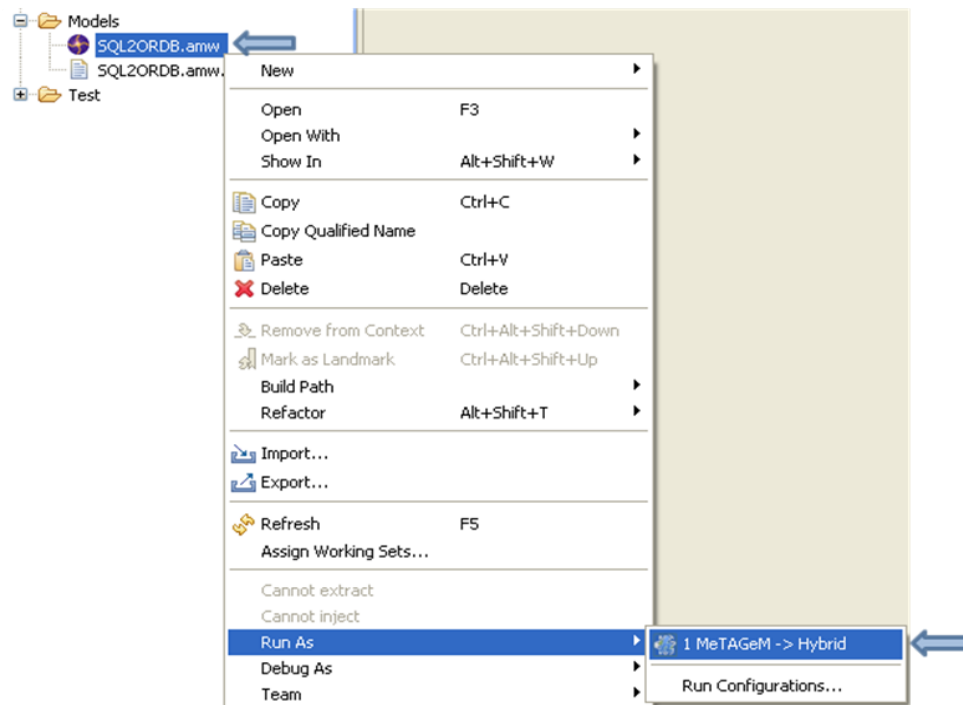 Models
SQL2ORDB.amw
SQL2ORDB.amw.
Test
New
Open F3
Open With
Show In Alt+Shift+W
Copy Ctrl+C
Copy Qualified Name
Paste Ctrl+V
Delete Delete
Remove from Context Ctrl+Alt+Shift+Down
Mark as Landmark Ctrl+Alt+Shift+Up
Build Path
Refactor Alt+Shift+T
Import...
Export...
Refresh F5
Assign Working Sets...
Cannot extract
Cannot inject
Run As
1 MeTAGeM -> Hybrid
Debug As
Run Configurations...
Team